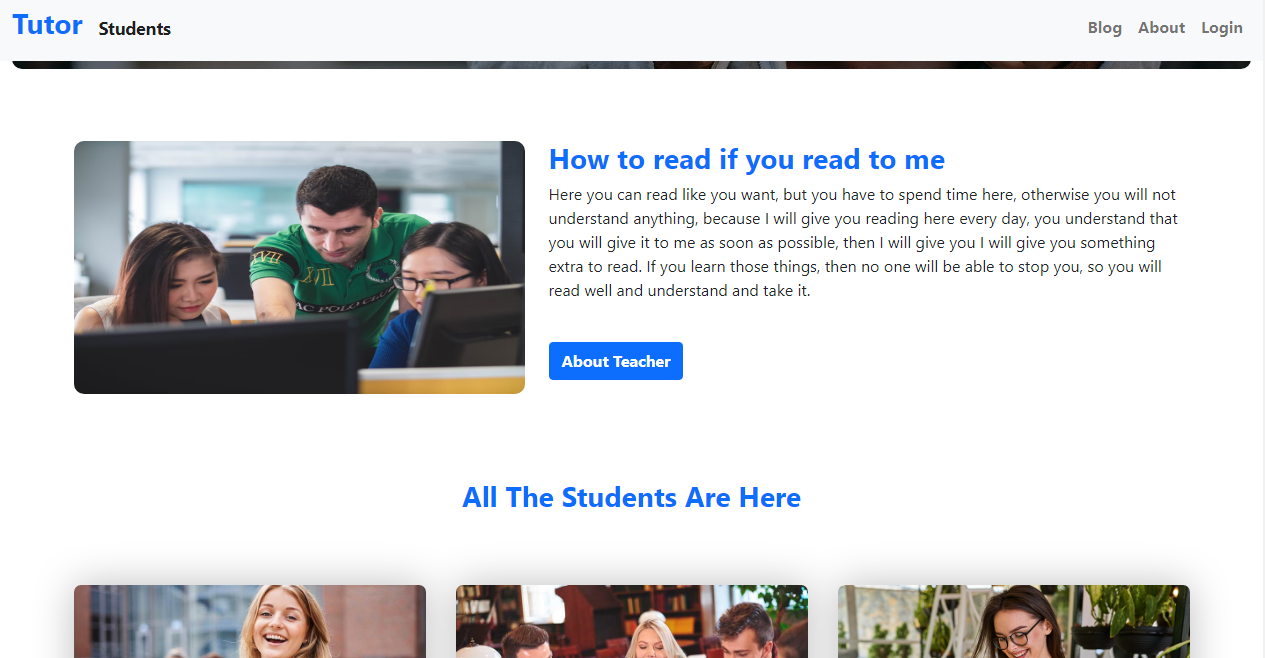 Tutor Students Blog About Login
How to read if you read to me
Here you can read like you want, but you have to spend time here, otherwise you will not
understand anything, because I will give you reading here every day, you understand that
you will give it to me as soon as possible, then I will give you I will give you something
extra to read. If you learn those things, then no one will be able to stop you, so you will
read well and understand and take it.
XVII
XVII
AC POLO CLUB
About Teacher
All The Students Are Here